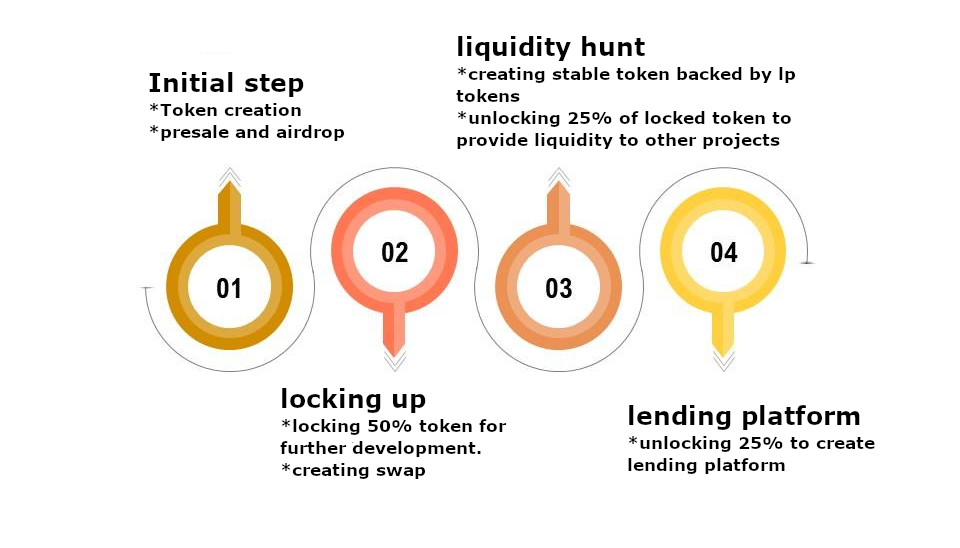 Initial step
*Token creation
*presale and airdrop
liquidity hunt
*creating stable token backed by lp
tokens
*unlocking 25% of locked token to
provide liquidity to other projects
01
02
03
04
locking up
*locking 50% token for
further development.
*creating swap
lending platform
*unlocking 25% to create
lending platform